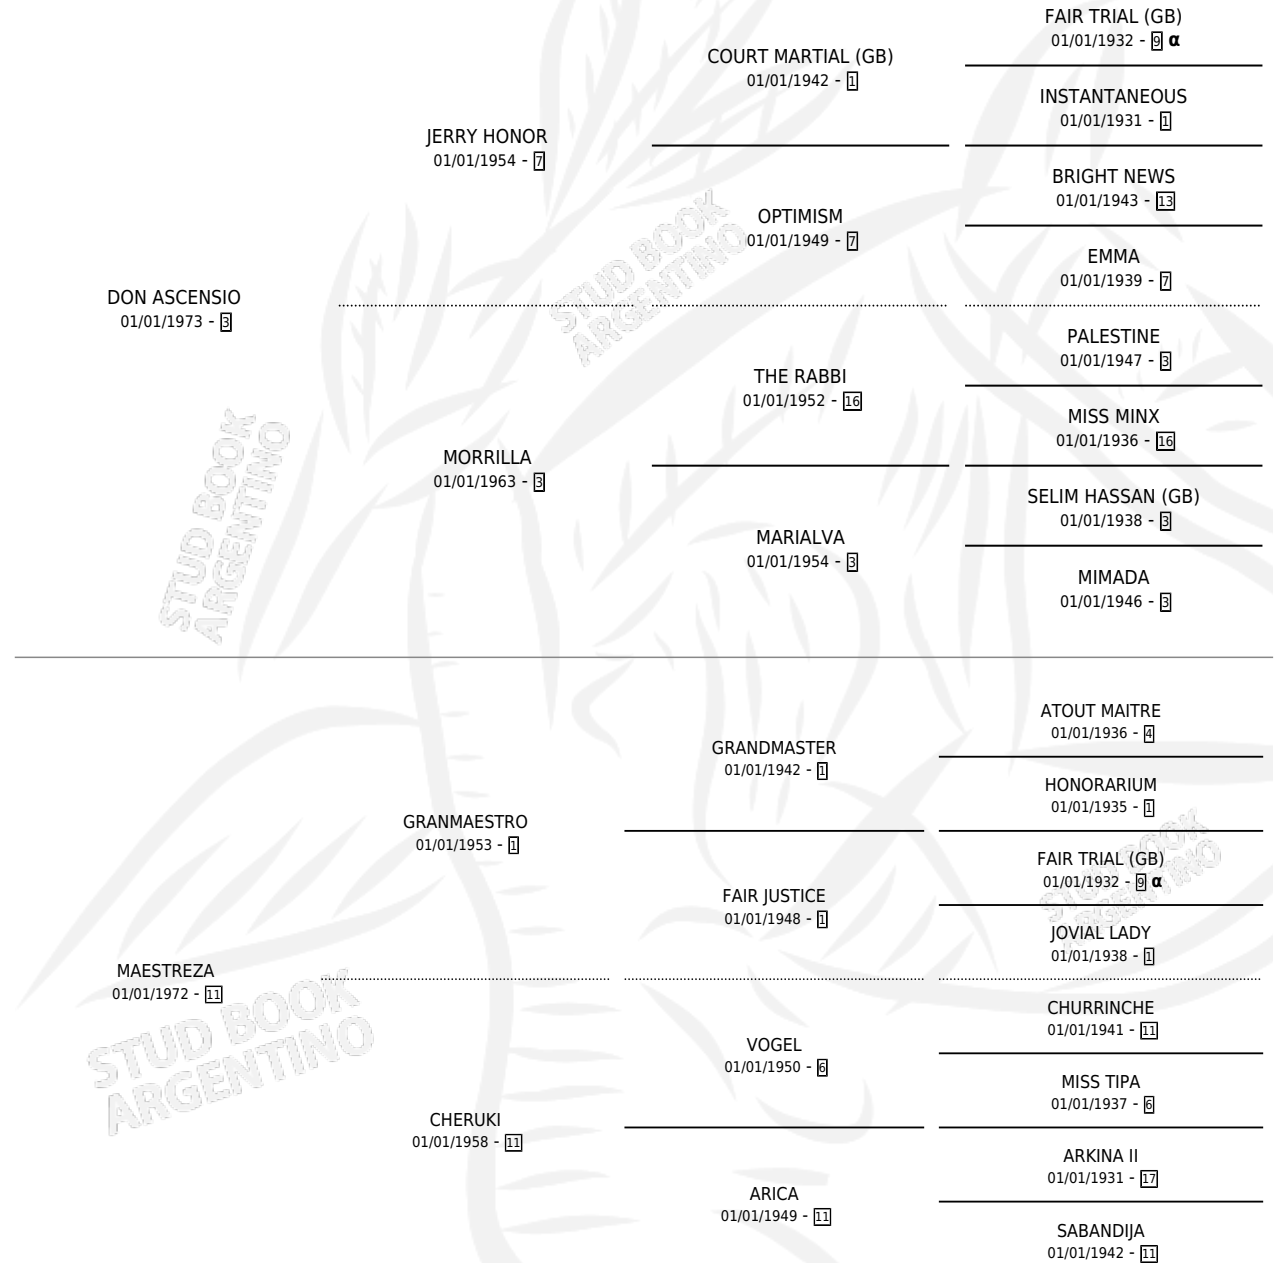 FAIR TRIAL (GB)
01/01/1932 - 9 α
COURT MARTIAL (GB)
01/01/1942 - 1
INSTANTANEOUS
01/01/1931 - 1
JERRY HONOR
01/01/1954 - 7
BRIGHT NEWS
01/01/1943 - 13
OPTIMISM
01/01/1949 - 7
EMMA
01/01/1939 - 7
DON ASCENSIO
01/01/1973 - 3
PALESTINE
01/01/1947 - 3
THE RABBI
01/01/1952 - 16
MISS MINX
01/01/1936 - 16
MORRILLA
01/01/1963 - 3
SELIM HASSAN (GB)
01/01/1938 - 3
MARIALVA
01/01/1954 - 3
MIMADA
01/01/1946 - 3
ATOUT MAITRE
01/01/1936 - 4
GRANDMASTER
01/01/1942 - 1
HONORARIUM
01/01/1935 - 1
GRANMAESTRO
01/01/1953 - 1
FAIR TRIAL (GB)
01/01/1932 - 9 α
FAIR JUSTICE
01/01/1948 - 1
JOVIAL LADY
01/01/1938 - 1
MAESTREZA
01/01/1972 - 11
CHURRINCHE
01/01/1941 - 11
VOGEL
01/01/1950 - 6
MISS TIPA
01/01/1937 - 6
CHERUKI
01/01/1958 - 11
ARKINA II
01/01/1931 - 17
ARICA
01/01/1949 - 11
SABANDIJA
01/01/1942 - 11
STUD BOOK
ARGENTINO
STUD BOOK
ARGENTINO
STUD BOOK
ARGENTINO
STUD BOOK
ARGENTINO